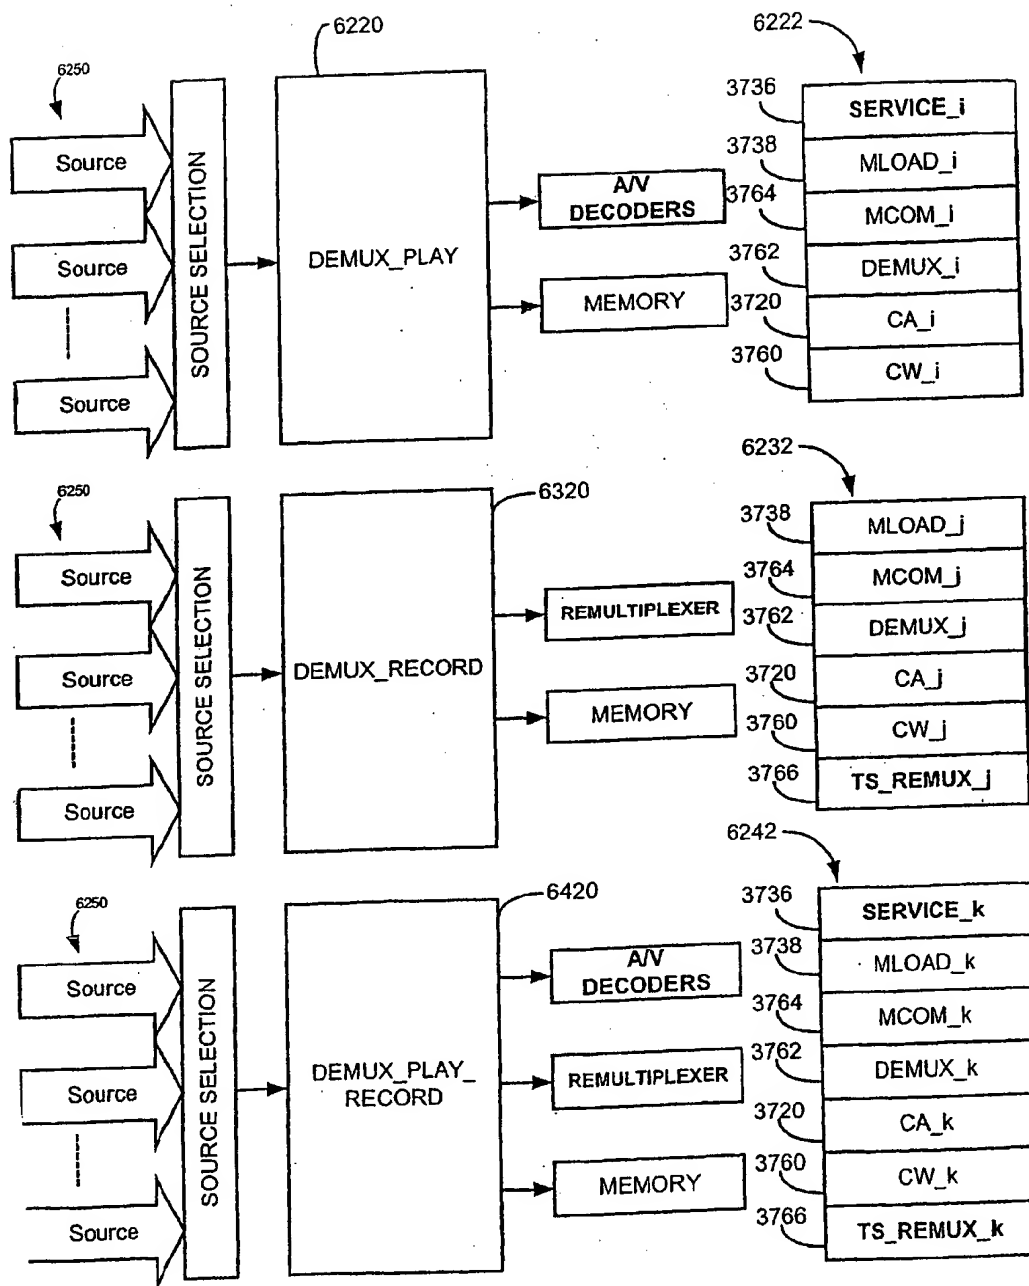 6220
6222
6250
3736
SERVICE_i
Source
SOURCE SELECTION
3738
MLOAD_i
A/V
DECODERS
3764
MCOM_i
Source
DEMUX_PLAY
3762
DEMUX_i
MEMORY
3720
CA_i
Source
3760
CW_i
6250
6320
6232
3738
MLOAD_j
Source
SOURCE SELECTION
3764
MCOM_j
REMULTIPLEXER
3762
DEMUX_j
Source
DEMUX_RECORD
3720
CA_j
MEMORY
3760
CW_j
Source
3766
TS_REMUX_j
6242
6250
6420
3736
SERVICE_k
Source
SOURCE SELECTION
A/V
DECODERS
3738
MLOAD_k
3764
MCOM_k
Source
DEMUX_PLAY_
RECORD
REMULTIPLEXER
3762
DEMUX_k
3720
CA_k
MEMORY
3760
CW_k
Source
3766
TS_REMUX_k